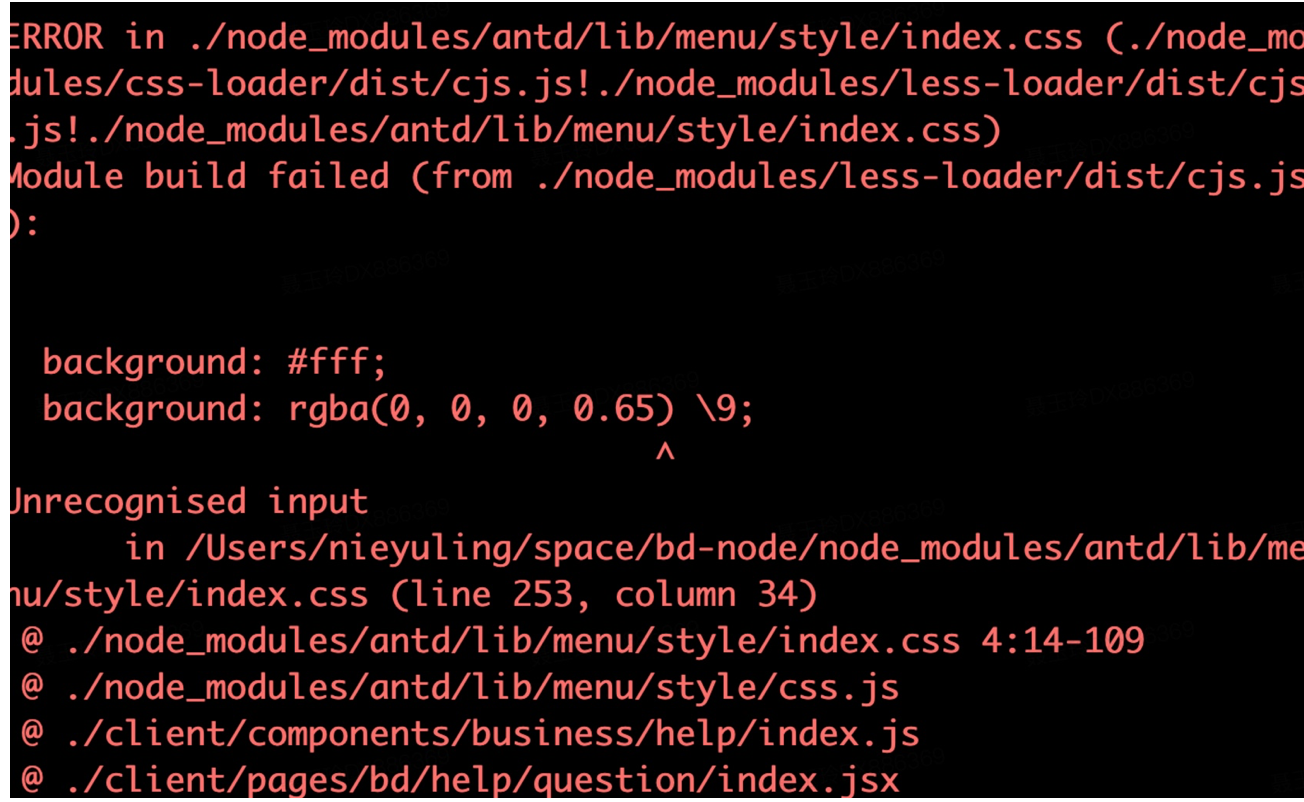 ERROR in ./node_modules/antd/lib/menu/style/index.css (./node_mo
dules/css-loader/dist/cjs.js!./node_modules/less-loader/dist/cjs
.js!./node_modules/antd/lib/menu/style/index.css)
Module build failed (from ./node_modules/less-loader/dist/cjs.js
):
background: #fff;
background: rgba(0, 0, 0, 0.65) \9;
^
Unrecognised input
in /Users/nieyuling/space/bd-node/node_modules/antd/lib/me
nu/style/index.css (line 253, column 34)
@ ./node_modules/antd/lib/menu/style/index.css 4:14-109
@ ./node_modules/antd/lib/menu/style/css.js
@ ./client/components/business/help/index.js
@ ./client/pages/bd/help/question/index.jsx